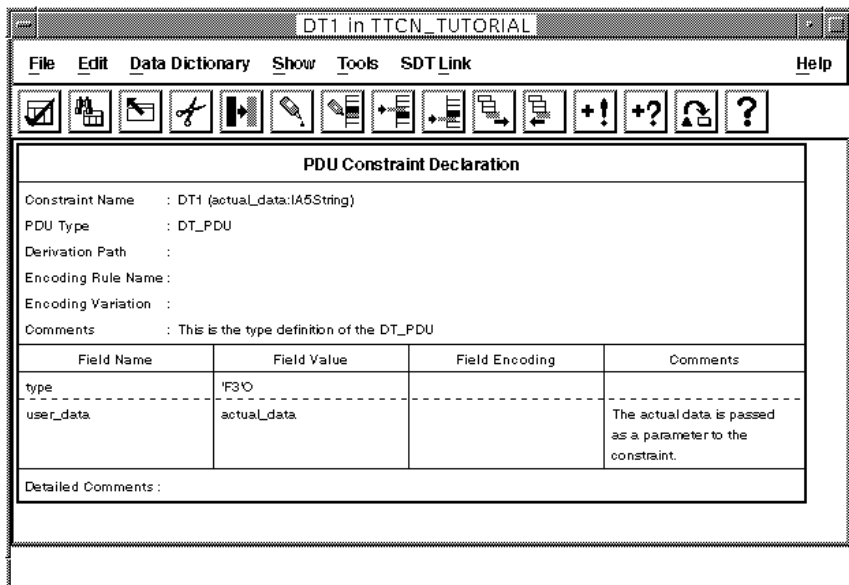 DT1 in TTCN_TUTORIAL
File Edit Data Dictionary Show Tools SDT Link Help
PDU Constraint Declaration
Constraint Name : DT1 (actual_data:IA5String)
PDU Type : DT_PDU
Derivation Path :
Encoding Rule Name :
Encoding Variation :
Comments : This is the type definition of the DT_PDU
Field Name Field Value Field Encoding Comments
type 'F3'O
user_data actual_data The actual data is passed
as a parameter to the
constraint.
Detailed Comments :